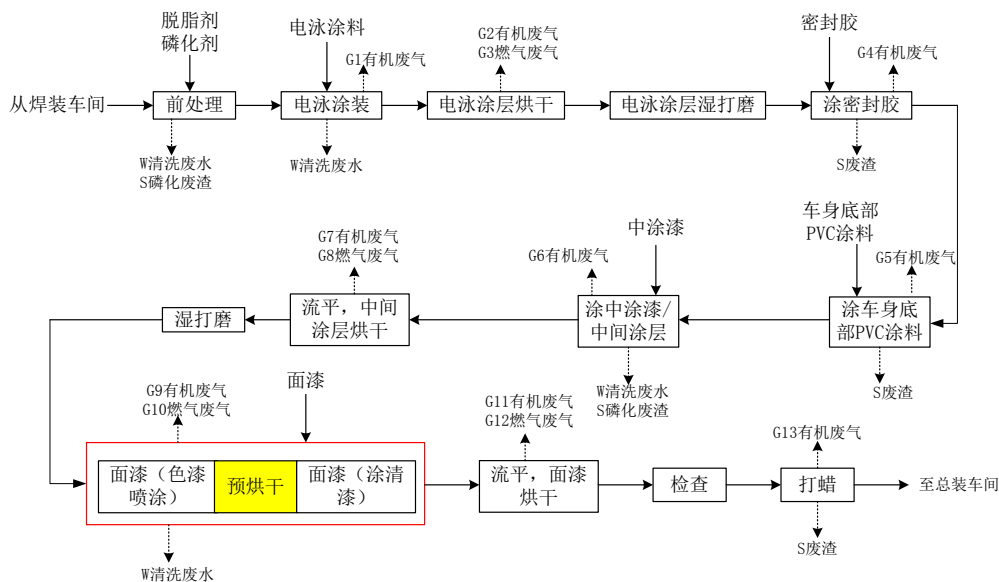 脱脂剂
磷化剂
电泳涂料
G1有机废气
G2有机废气
G3燃气废气
密封胶
G4有机废气
从焊装车间
前处理
电泳涂装
电泳涂层烘干
电泳涂层湿打磨
涂密封胶
W清洗废水
S磷化废渣
W清洗废水
S废渣
车身底部
PVC涂料
G5有机废气
中涂漆
G6有机废气
G7有机废气
G8燃气废气
湿打磨
流平，中间
涂层烘干
涂中涂漆/
中间涂层
涂车身底
部PVC涂料
W清洗废水
S磷化废渣
S废渣
G9有机废气
G10燃气废气
面漆
G11有机废气
G12燃气废气
G13有机废气
面漆（色漆
喷涂）
预烘干
面漆（涂清
漆）
流平，面漆
烘干
检查
打蜡
至总装车间
W清洗废水
S废渣